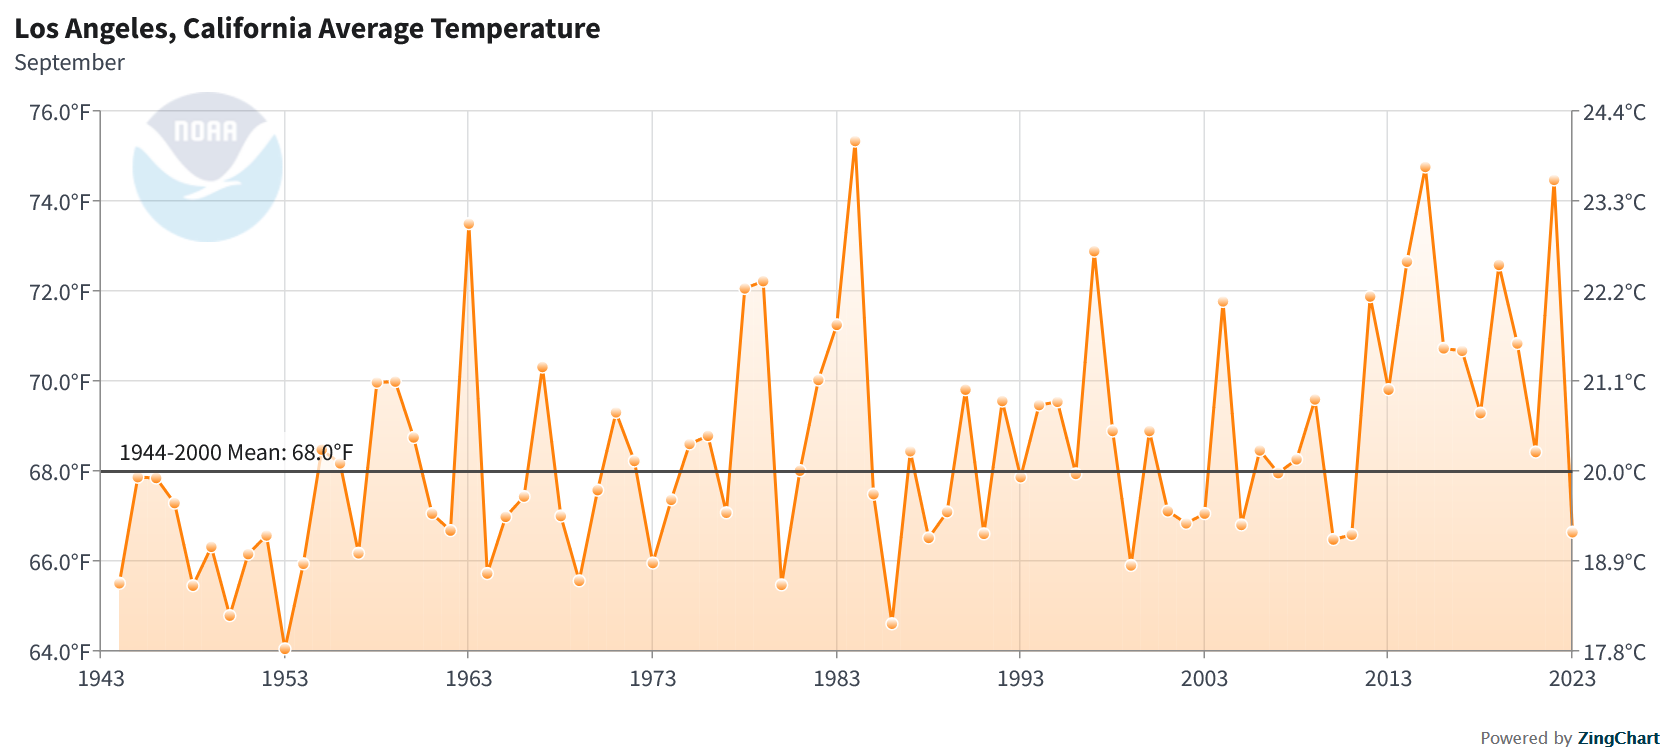 Los Angeles, California Average Temperature
September
NOAA
76.0°F
74.0°F
72.0°F
70.0°F
68.0°F
66.0°F
64.0°F
24.4°C
23.3°C
22.2°C
21.1°C
20.0°C
18.9°C
17.8°C
1944-2000 Mean: 68.0°F
1943 1953 1963 1973 1983 1993 2003 2013 2023
Powered by ZingChart